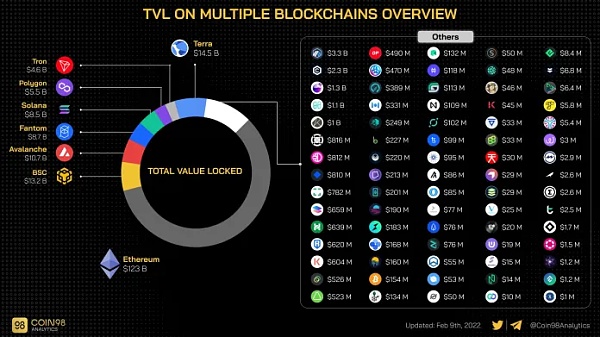 TVL ON MULTIPLE BLOCKCHAINS OVERVIEW
Terra
$14.5 B
Tron
$4.6 B
Polygon
$5.5 B
Solana
$8.5 B
Fantom
$8.7 B
Avalanche
$10.7 B
BSC
$13.2 B
TOTAL VALUE LOCKED
Ethereum
$123 B
Others
$3.3 B $490 M $132 M $50 M $8.4 M
$2.3 B $470 M $118 M $48 M $6.8 M
$1.3 B $389 M $113 M $46 M $6.4 M
$1.1 B $331 M $109 M $45 M $5.8 M
$1 B $249 M $102 M $33 M $5.4 M
$816 M $227 M $99 M $33 M $3 M
$812 M $220 M $95 M $30 M $2.9 M
$810 M $213 M $86 M $29 M $2.6 M
$782 M $201 M $85 M $29 M $2.6 M
$659 M $190 M $77 M $25 M $2.5 M
$639 M $183 M $76 M $20 M $1.7 M
$620 M $168 M $76 M $19 M $1.5 M
$604 M $160 M $55 M $15 M $1.2 M
$526 M $154 M $53 M $14 M $1.2 M
$523 M $134 M $50 M $10 M $1 M
98 COIN98
ANALYTICS
Updated: Feb 9th, 2022
@Coin98Analytics